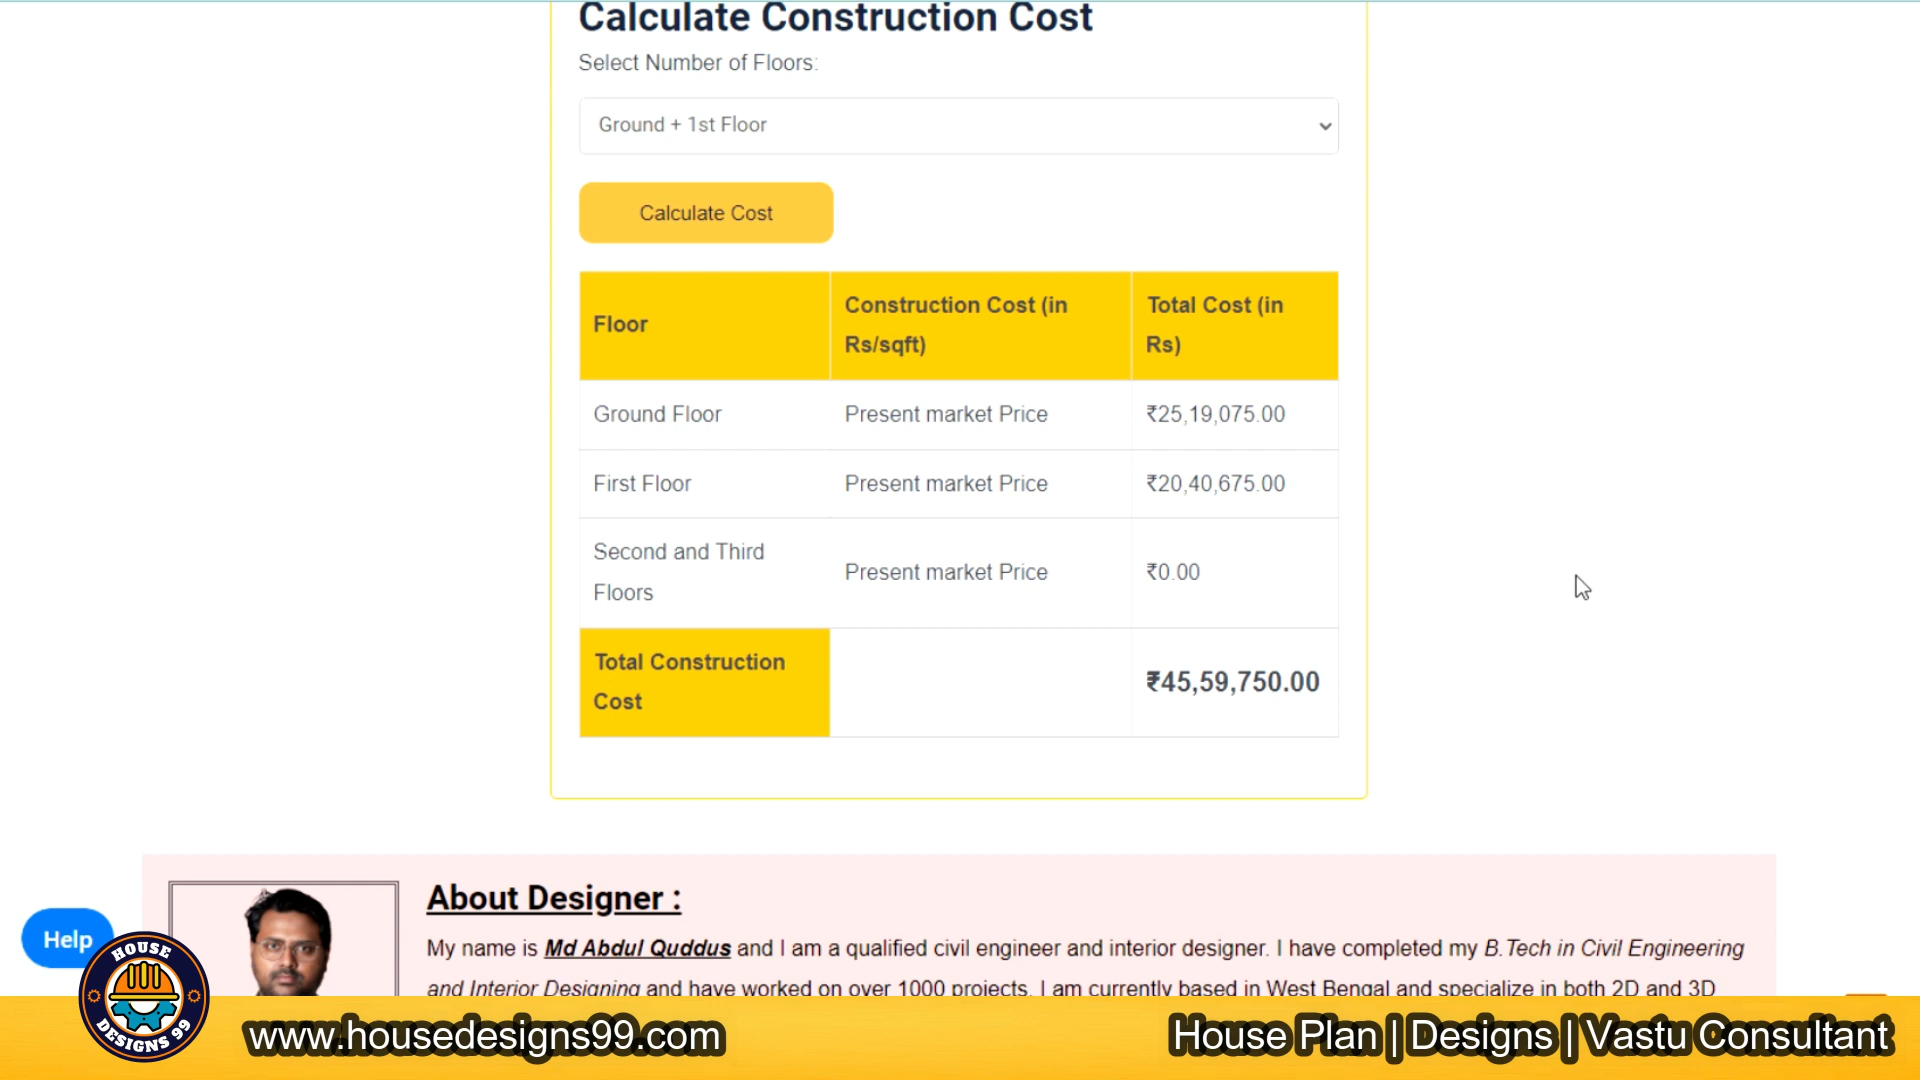 Calculate Construction Cost
Select Number of Floors:
Ground + 1st Floor
Calculate Cost
Floor
Construction Cost (in
Rs/sqft)
Total Cost (in
Rs)
Ground Floor
Present market Price
₹25,19,075.00
First Floor
Present market Price
₹20,40,675.00
Second and Third
Floors
Present market Price
₹0.00
Total Construction
Cost
₹45,59,750.00
About Designer :
My name is Md Abdul Quddus and I am a qualified civil engineer and interior designer. I have completed my B.Tech in Civil Engineering
and Interior Designing and have worked on over 1000 projects. I am currently based in West Bengal and specialize in both 2D and 3D
Help
HOUSE
DESIGNS 99
www.housedesigns99.com
House Plan | Designs | Vastu Consultant